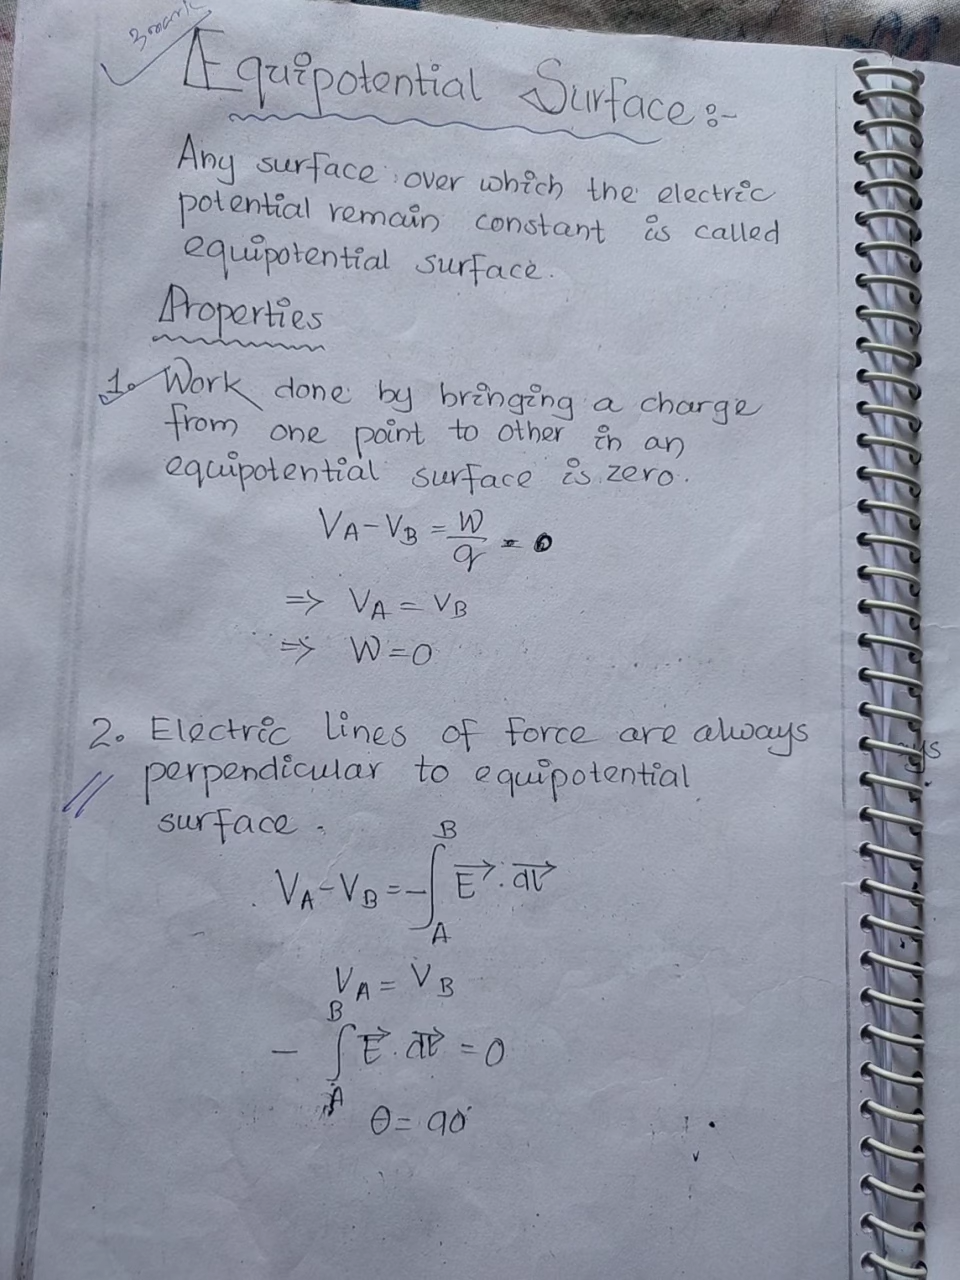 3 mark
Equipotential Surface :-
Any surface over which the electric
potential remain constant is called
equipotential surface.
Properties
1. Work done by bringing a charge
from one point to other in an
equipotential surface is zero.
VA - VB = W/q = 0
⇒ VA = VB
⇒ W = 0
2. Electric lines of force are always
perpendicular to equipotential
surface.
B
VA - VB = -∫ E⃗ . dl⃗
A
VA = VB
B
- ∫ E⃗ . dl⃗ = 0
A
θ = 90°